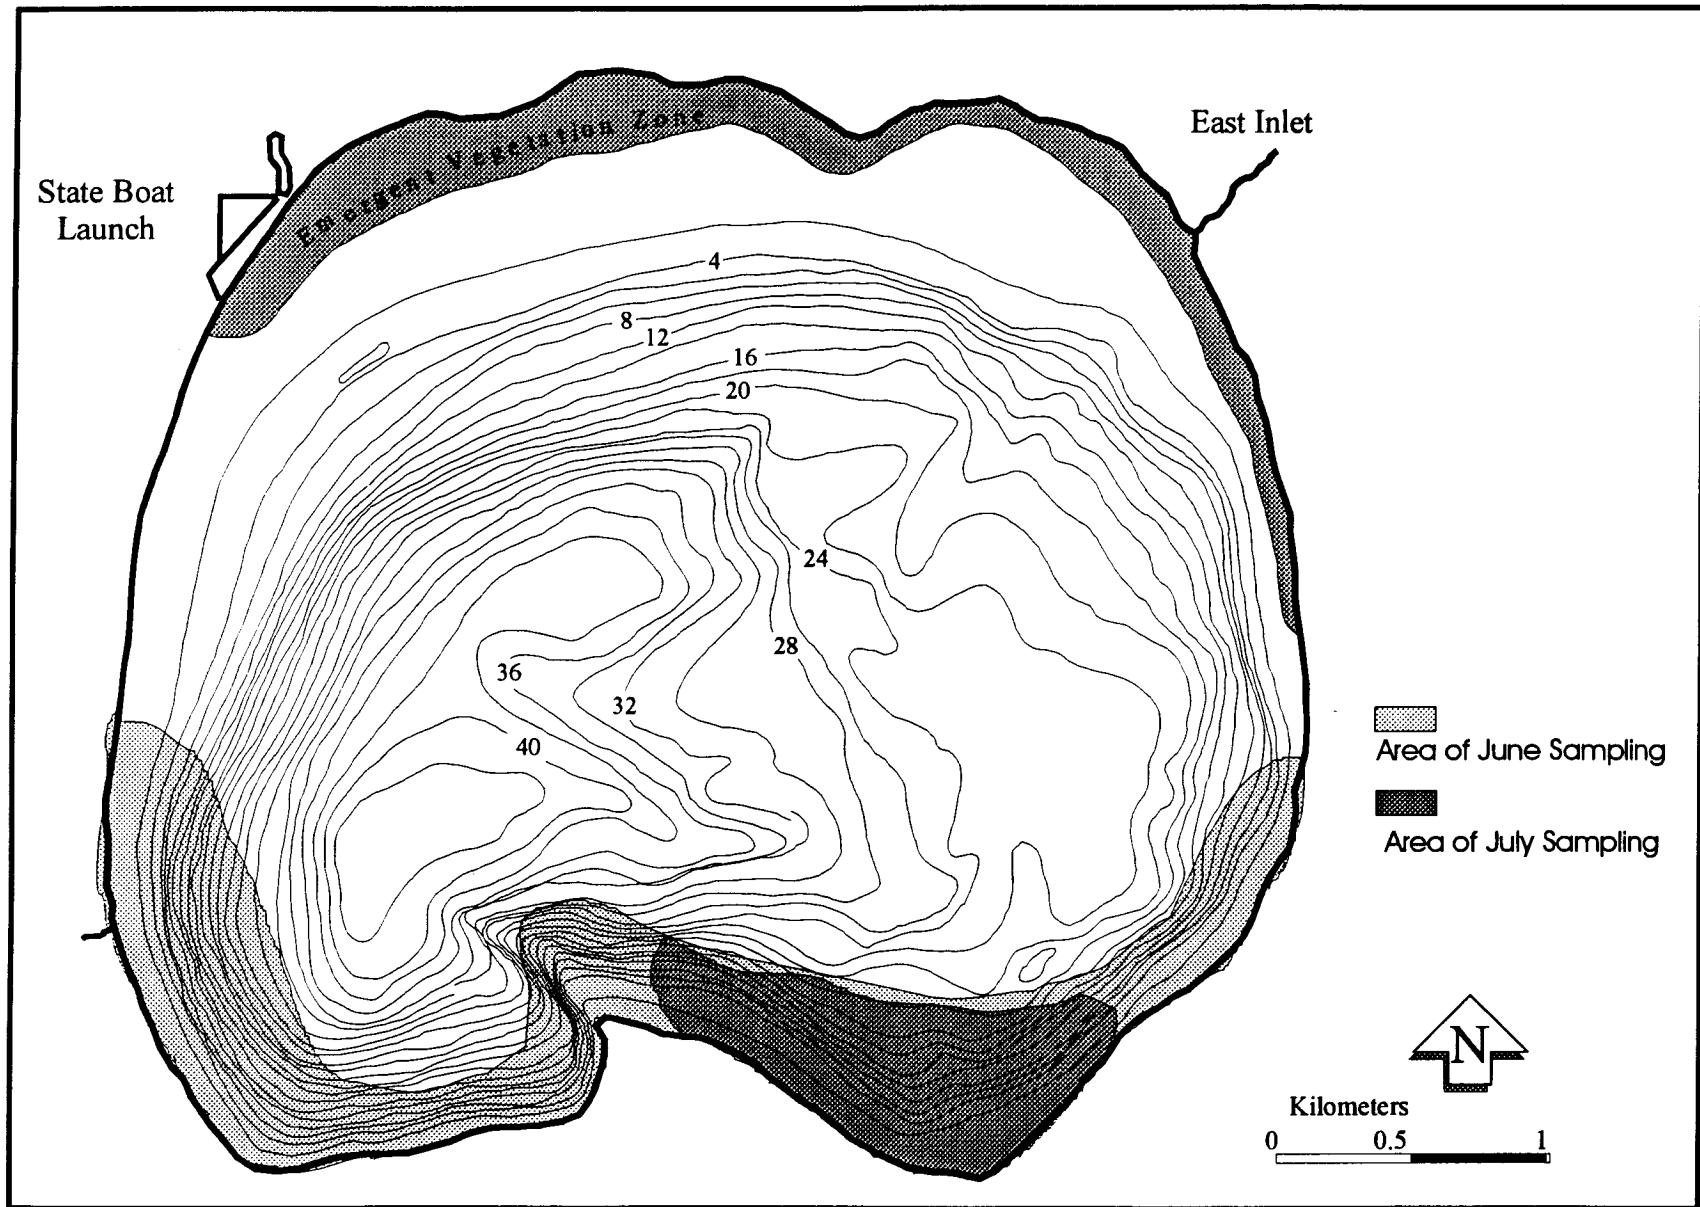 Emergent Vegetation Zone
East Inlet
State Boat
Launch
4
8
12
16
20
24
28
36
32
40
Area of June Sampling
Area of July Sampling
N
Kilometers
0 0.5 1